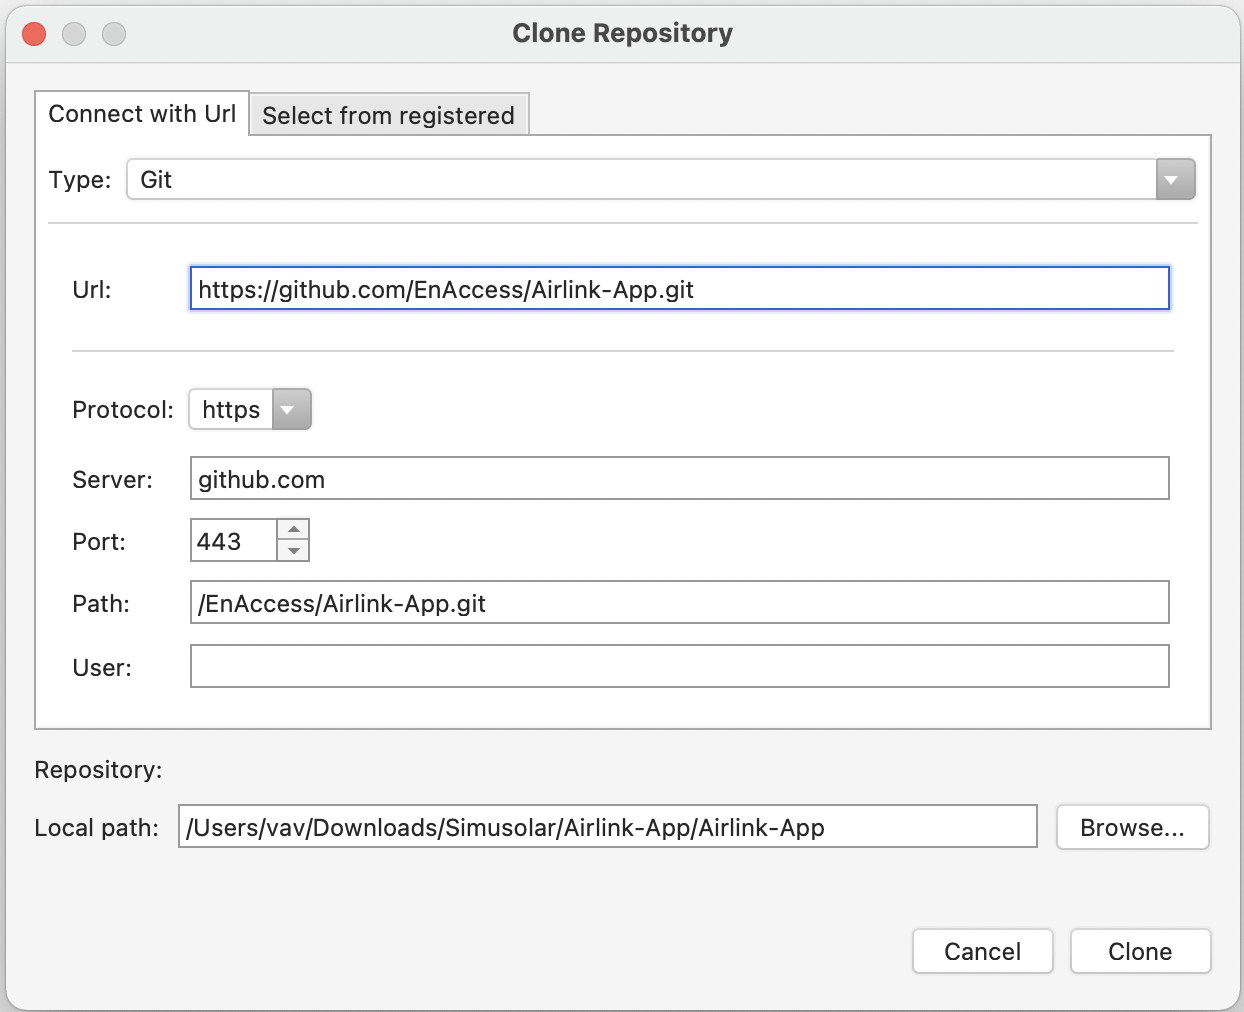 Clone Repository
Connect with Url
Select from registered
Type: Git
Url: https://github.com/EnAccess/Airlink-App.git
Protocol: https
Server: github.com
Port: 443
Path: /EnAccess/Airlink-App.git
User:
Repository:
Local path: /Users/vav/Downloads/Simusolar/Airlink-App/Airlink-App Browse...
Cancel Clone